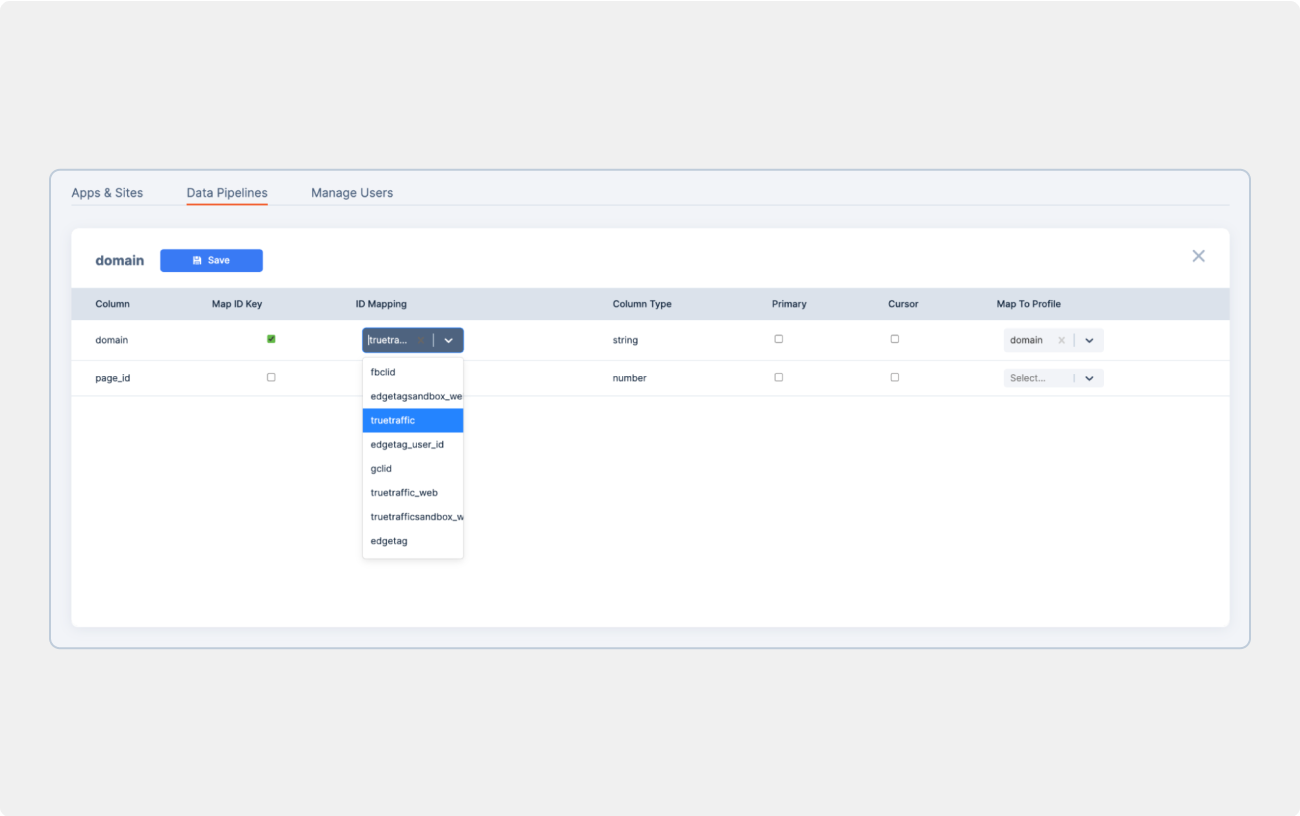 Apps & Sites Data Pipelines Manage Users
domain Save
Column Map ID Key ID Mapping Column Type Primary Cursor Map To Profile
domain truetra... string domain
page_id number Select...
fbclid
edgetagsandbox_we
truetraffic
edgetag_user_id
gclid
truetraffic_web
truetrafficsandbox_w
edgetag